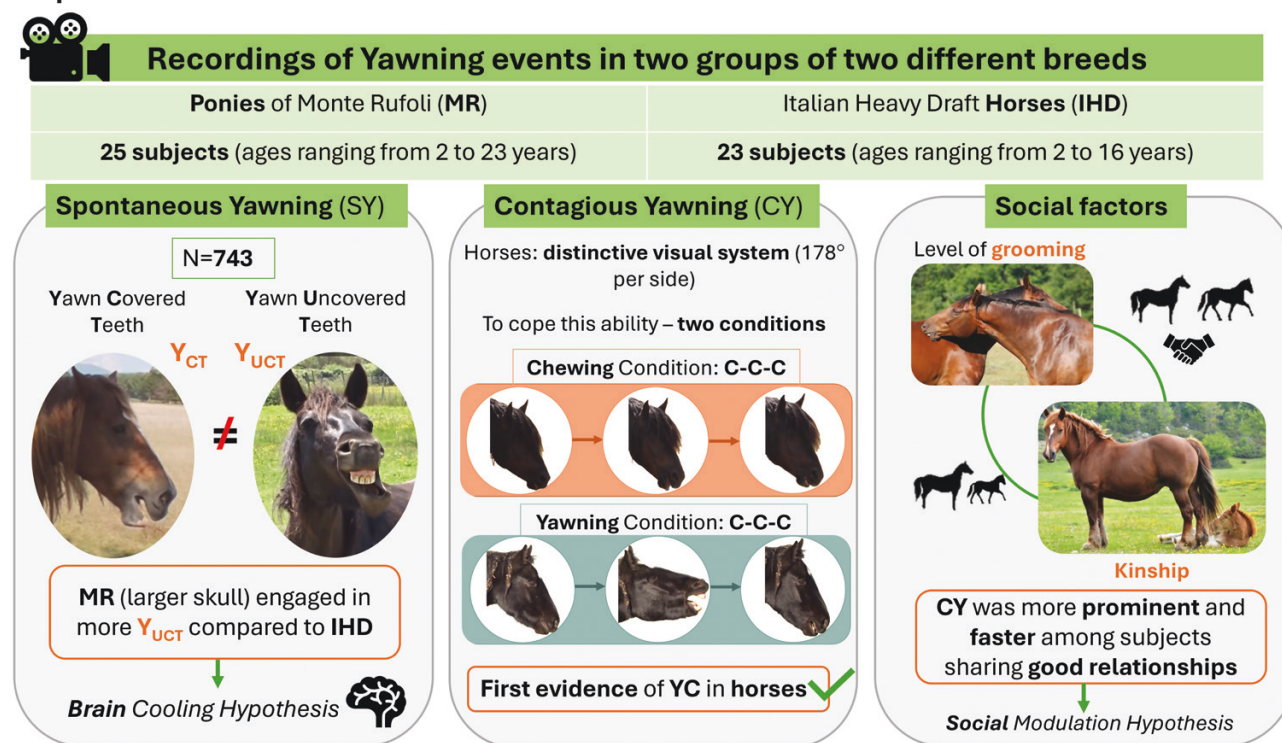 Recordings of Yawning events in two groups of two different breeds
Ponies of Monte Rufoli (MR)
Italian Heavy Draft Horses (IHD)
25 subjects (ages ranging from 2 to 23 years)
23 subjects (ages ranging from 2 to 16 years)
Spontaneous Yawning (SY)
N=743
Yawn Covered
Teeth
Yawn Uncovered
Teeth
YCT
YUCT
≠
MR (larger skull) engaged in
more YUCT compared to IHD
Brain Cooling Hypothesis
Contagious Yawning (CY)
Horses: distinctive visual system (178°
per side)
To cope this ability – two conditions
Chewing Condition: C-C-C
Yawning Condition: C-C-C
First evidence of YC in horses
Social factors
Level of grooming
Kinship
CY was more prominent and
faster among subjects
sharing good relationships
Social Modulation Hypothesis